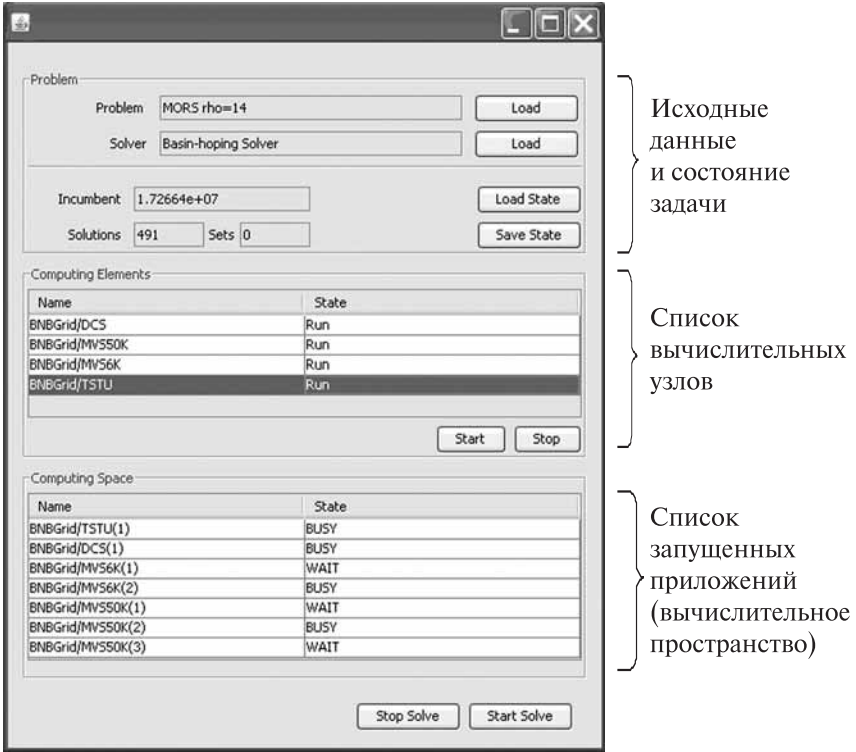 Problem
Problem MORS rho=14 Load
Solver Basin-hoping Solver Load
Incumbent 1.72664e+07 Load State
Solutions 491 Sets 0 Save State
Исходные
данные
и состояние
задачи
Computing Elements
Name State
BNBGrid/DCS Run
BNBGrid/MVS50K Run
BNBGrid/MVS6K Run
BNBGrid/TSTU Run
Start Stop
Список
вычислительных
узлов
Computing Space
Name State
BNBGrid/TSTU(1) BUSY
BNBGrid/DCS(1) BUSY
BNBGrid/MVS6K(1) WAIT
BNBGrid/MVS6K(2) BUSY
BNBGrid/MVS50K(1) WAIT
BNBGrid/MVS50K(2) BUSY
BNBGrid/MVS50K(3) WAIT
Список
запущенных
приложений
(вычислительное
пространство)
Stop Solve Start Solve